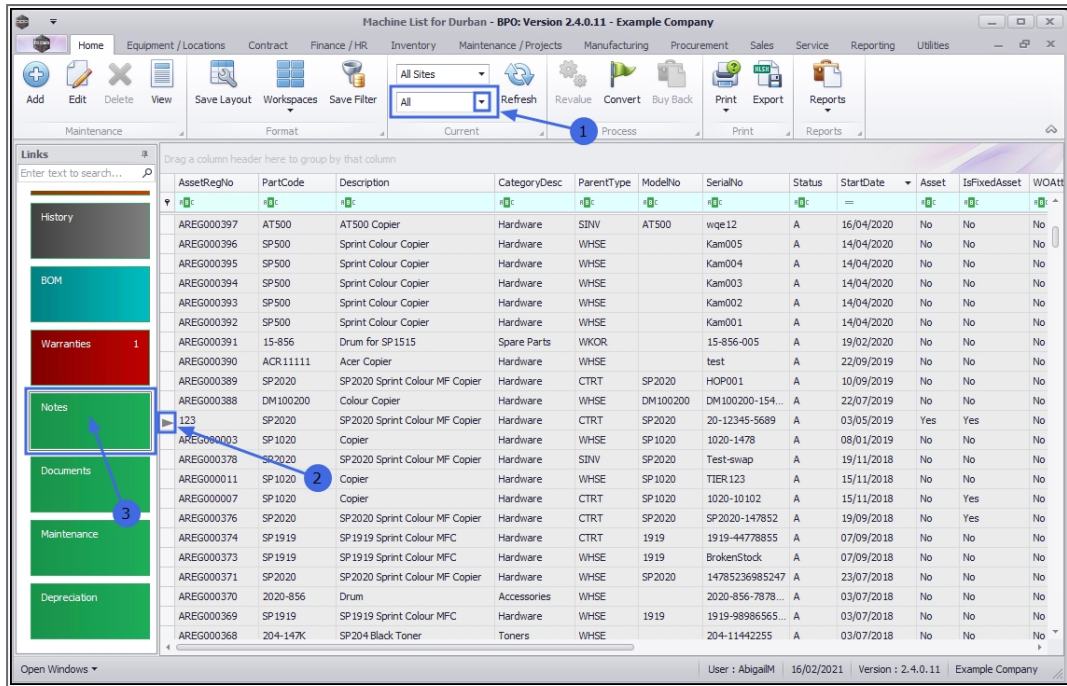 Machine List for Durban - BPO: Version 2.4.0.11 - Example Company
Home Equipment / Locations Contract Finance / HR Inventory Maintenance / Projects Manufacturing Procurement Sales Service Reporting Utilities
All Sites
Add Edit Delete View Save Layout Workspaces Save Filter All Refresh Revalue Convert Buy Back Print Export Reports
Maintenance Format Current 1 Process Print Reports
Links
Enter text to search...
History
BOM
Warranties 1
Notes
Documents
Maintenance
Depreciation
3
2
Drag a column header here to group by that column
AssetRegNo PartCode Description CategoryDesc ParentType ModelNo SerialNo Status StartDate Asset IsFixedAsset WOAtt
AREG000397 AT500 AT500 Copier Hardware SINV AT500 wqe12 A 16/04/2020 No No No
AREG000396 SP500 Sprint Colour Copier Hardware WHSE Kam005 A 14/04/2020 No No No
AREG000395 SP500 Sprint Colour Copier Hardware WHSE Kam004 A 14/04/2020 No No No
AREG000394 SP500 Sprint Colour Copier Hardware WHSE Kam003 A 14/04/2020 No No No
AREG000393 SP500 Sprint Colour Copier Hardware WHSE Kam002 A 14/04/2020 No No No
AREG000392 SP500 Sprint Colour Copier Hardware WHSE Kam001 A 14/04/2020 No No No
AREG000391 15-856 Drum for SP1515 Spare Parts WKOR 15-856-005 A 19/02/2020 No No No
AREG000390 ACR11111 Acer Copier Hardware WHSE test A 22/09/2019 No No No
AREG000389 SP2020 SP2020 Sprint Colour MF Copier Hardware CTRT SP2020 HOP001 A 10/09/2019 No No No
AREG000388 DM100200 Colour Copier Hardware WHSE DM100200 DM100200-154... A 22/07/2019 No No No
123 SP2020 SP2020 Sprint Colour MF Copier Hardware CTRT SP2020 20-12345-5689 A 03/05/2019 Yes Yes No
AREG000003 SP1020 Copier Hardware WHSE SP1020 1020-1478 A 08/01/2019 No No No
AREG000378 SP2020 SP2020 Sprint Colour MF Copier Hardware SINV SP2020 Test-swap A 19/11/2018 No No No
AREG000011 SP1020 Copier Hardware WHSE SP1020 TIER123 A 15/11/2018 No No No
AREG000007 SP1020 Copier Hardware CTRT SP1020 1020-10102 A 15/11/2018 No Yes No
AREG000376 SP2020 SP2020 Sprint Colour MF Copier Hardware CTRT SP2020 SP2020-147852 A 19/09/2018 No Yes No
AREG000374 SP1919 SP1919 Sprint Colour MFC Hardware CTRT 1919 1919-44778855 A 07/09/2018 No No No
AREG000373 SP1919 SP1919 Sprint Colour MFC Hardware WHSE 1919 BrokenStock A 07/09/2018 No No No
AREG000371 SP2020 SP2020 Sprint Colour MF Copier Hardware WHSE SP2020 14785236985247 A 23/07/2018 No No No
AREG000370 2020-856 Drum Accessories WHSE 2020-856-7878... A 03/07/2018 No No No
AREG000369 SP1919 SP1919 Sprint Colour MFC Hardware WHSE 1919 1919-98986565... A 03/07/2018 No No No
AREG000368 204-147K SP204 Black Toner Toners WHSE 204-11442255 A 03/07/2018 No No No
Open Windows User : AbigailM 16/02/2021 Version : 2.4.0.11 Example Company